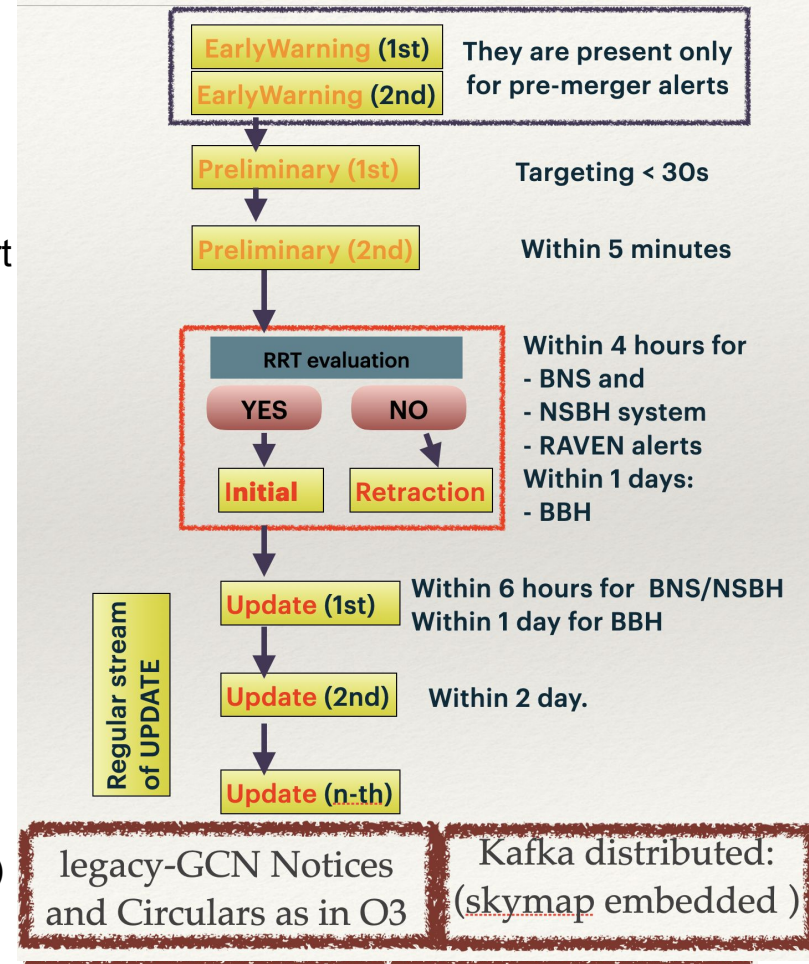 EarlyWarning (1st)
EarlyWarning (2nd)
They are present only
for pre-merger alerts
Preliminary (1st)
Targeting < 30s
rt
Preliminary (2nd)
Within 5 minutes
RRT evaluation
YES
NO
Initial
Retraction
Within 4 hours for
- BNS and
- NSBH system
- RAVEN alerts
Within 1 days:
- BBH
Update (1st)
Within 6 hours for BNS/NSBH
Within 1 day for BBH
Regular stream
of UPDATE
Update (2nd)
Within 2 day.
Update (n-th)
)
legacy-GCN Notices
and Circulars as in O3
Kafka distributed:
(skymap embedded )